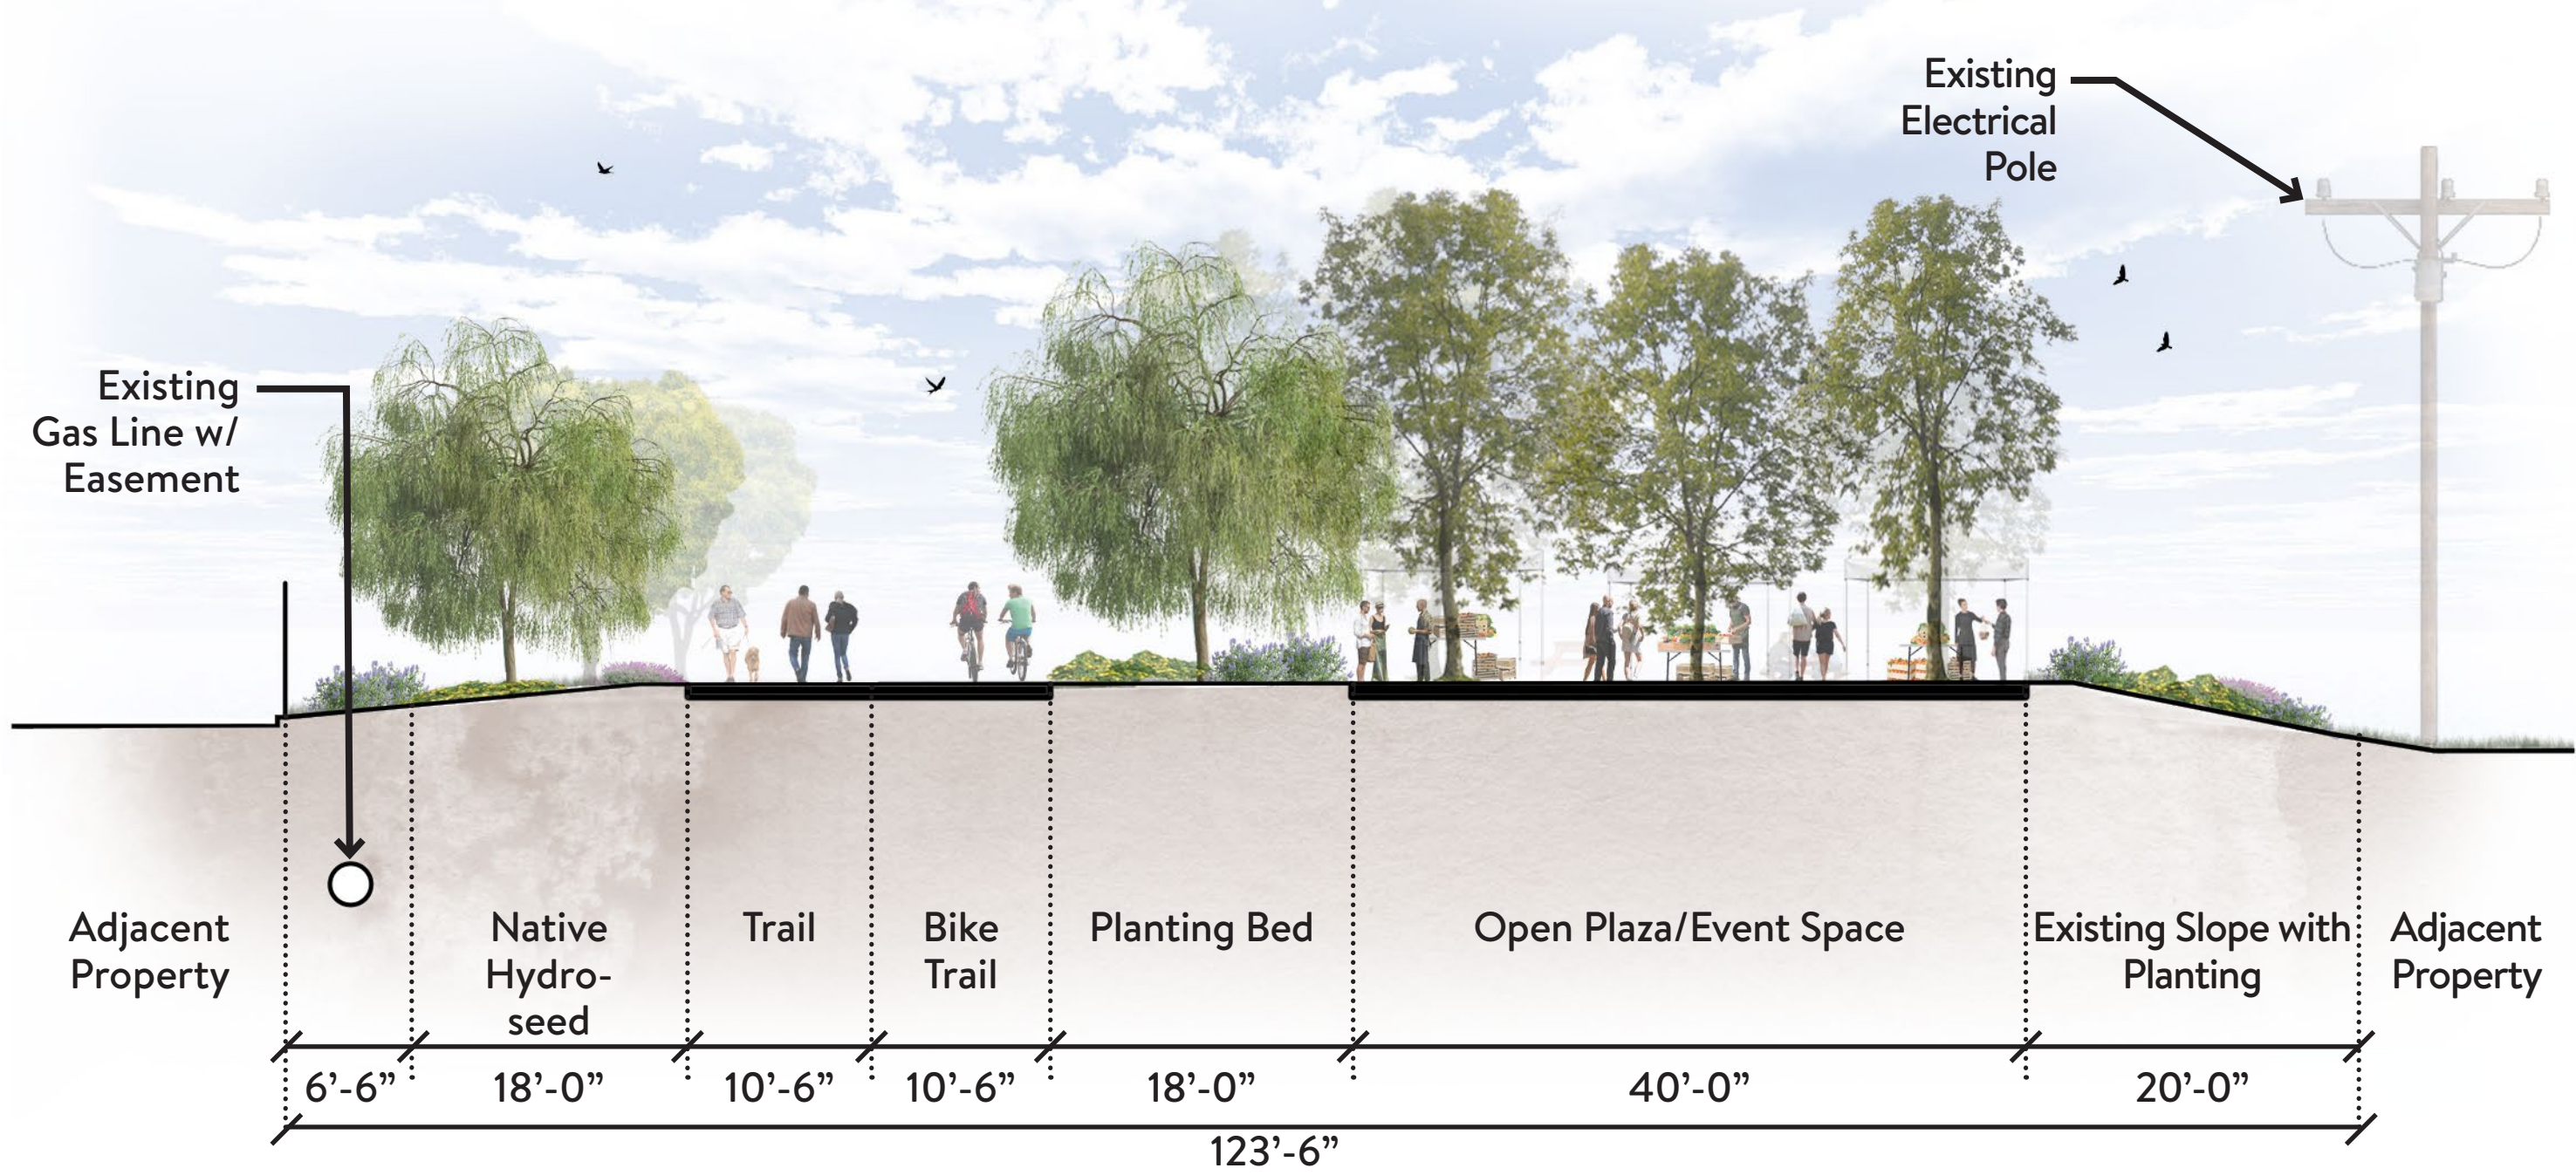 Existing
Electrical
Pole
Existing
Gas Line w/
Easement
Adjacent
Property
Native
Hydro-
seed
Trail
Bike
Trail
Planting Bed
Open Plaza/Event Space
Existing Slope with
Planting
Adjacent
Property
6’-6”
18’-0”
10’-6”
10’-6”
18’-0”
40’-0”
20’-0”
123’-6”